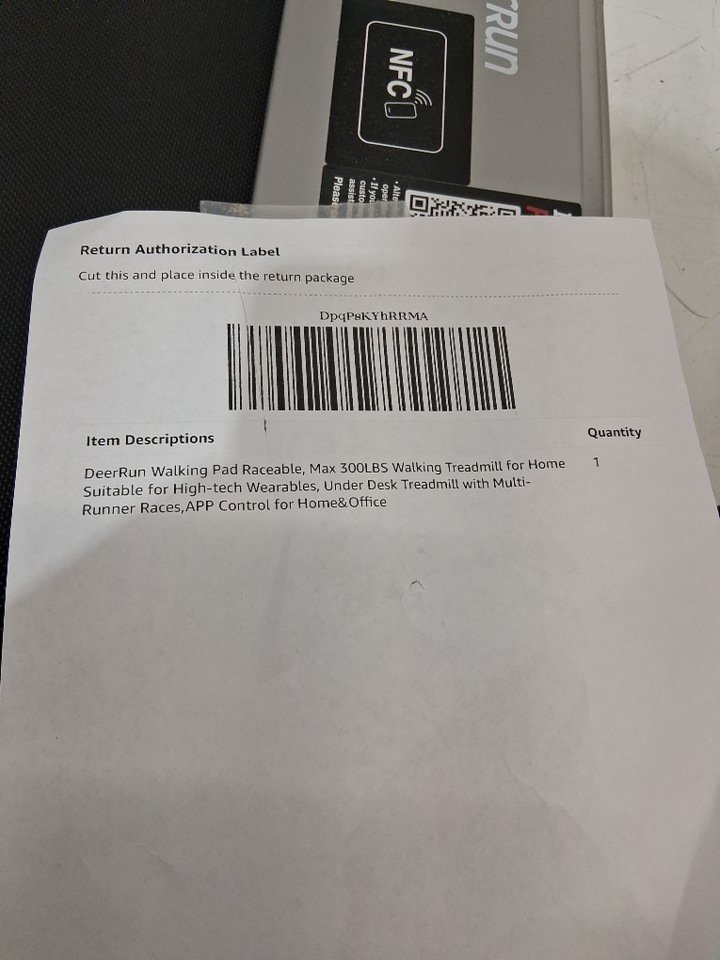 RUN
NFC
Return Authorization Label
Cut this and place inside the return package
DpqPsKYhRRMA
Item Descriptions
Quantity
DeerRun Walking Pad Raceable, Max 300LBS Walking Treadmill for Home
1
Suitable for High-tech Wearables, Under Desk Treadmill with Multi-
Runner Races,APP Control for Home&Office